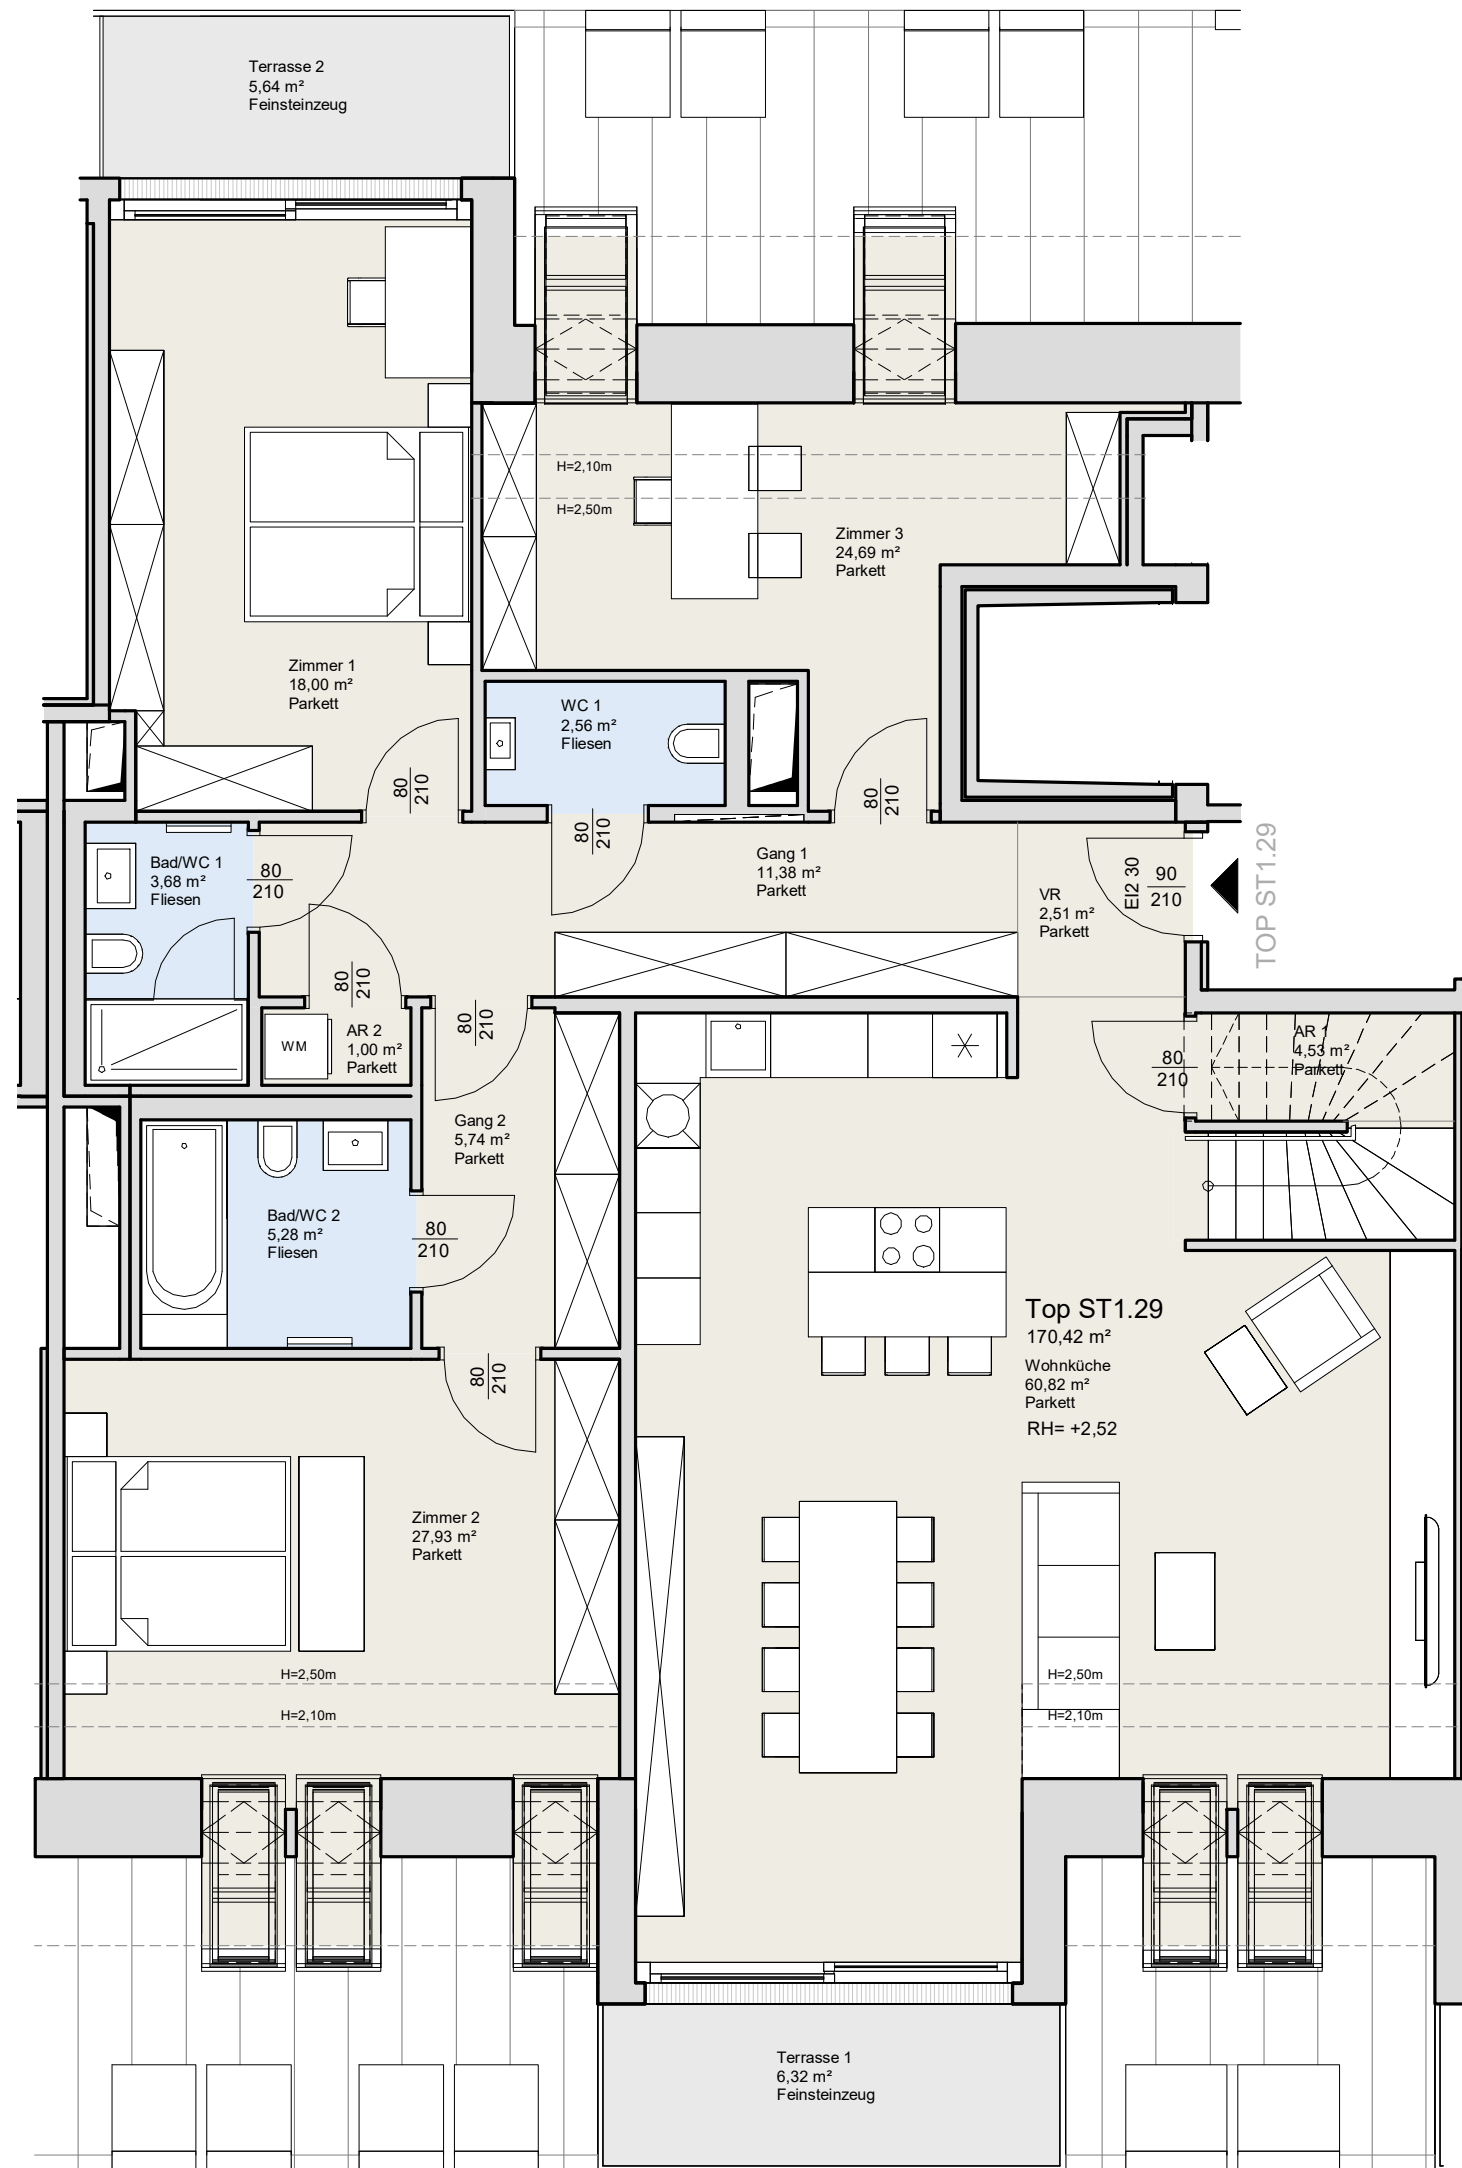 Terrasse 2
5,64 m²
Feinsteinzeug
H=2,10m
H=2,50m
Zimmer 3
24,69 m²
Parkett
Zimmer 1
18,00 m²
Parkett
WC 1
2,56 m²
Fliesen
80
210
80
210
80
210
Bad/WC 1
3,68 m²
Fliesen
80
210
Gang 1
11,38 m²
Parkett
VR
2,51 m²
Parkett
EI2 30
90
210
TOP ST1.29
80
210
80
210
WM
AR 2
1,00 m²
Parkett
AR 1
4,53 m²
Parkett
80
210
Gang 2
5,74 m²
Parkett
Bad/WC 2
5,28 m²
Fliesen
80
210
80
210
Top ST1.29
170,42 m²
Wohnküche
60,82 m²
Parkett
RH= +2,52
Zimmer 2
27,93 m²
Parkett
H=2,50m
H=2,10m
H=2,50m
H=2,10m
Terrasse 1
6,32 m²
Feinsteinzeug